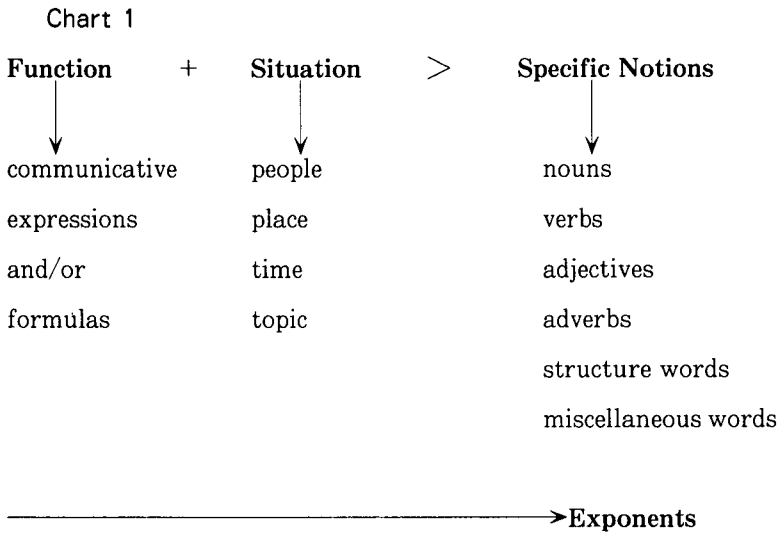 Chart 1
Function + Situation > Specific Notions
communicative people nouns
expressions place verbs
and/or time adjectives
formulas topic adverbs
structure words
miscellaneous words
Exponents